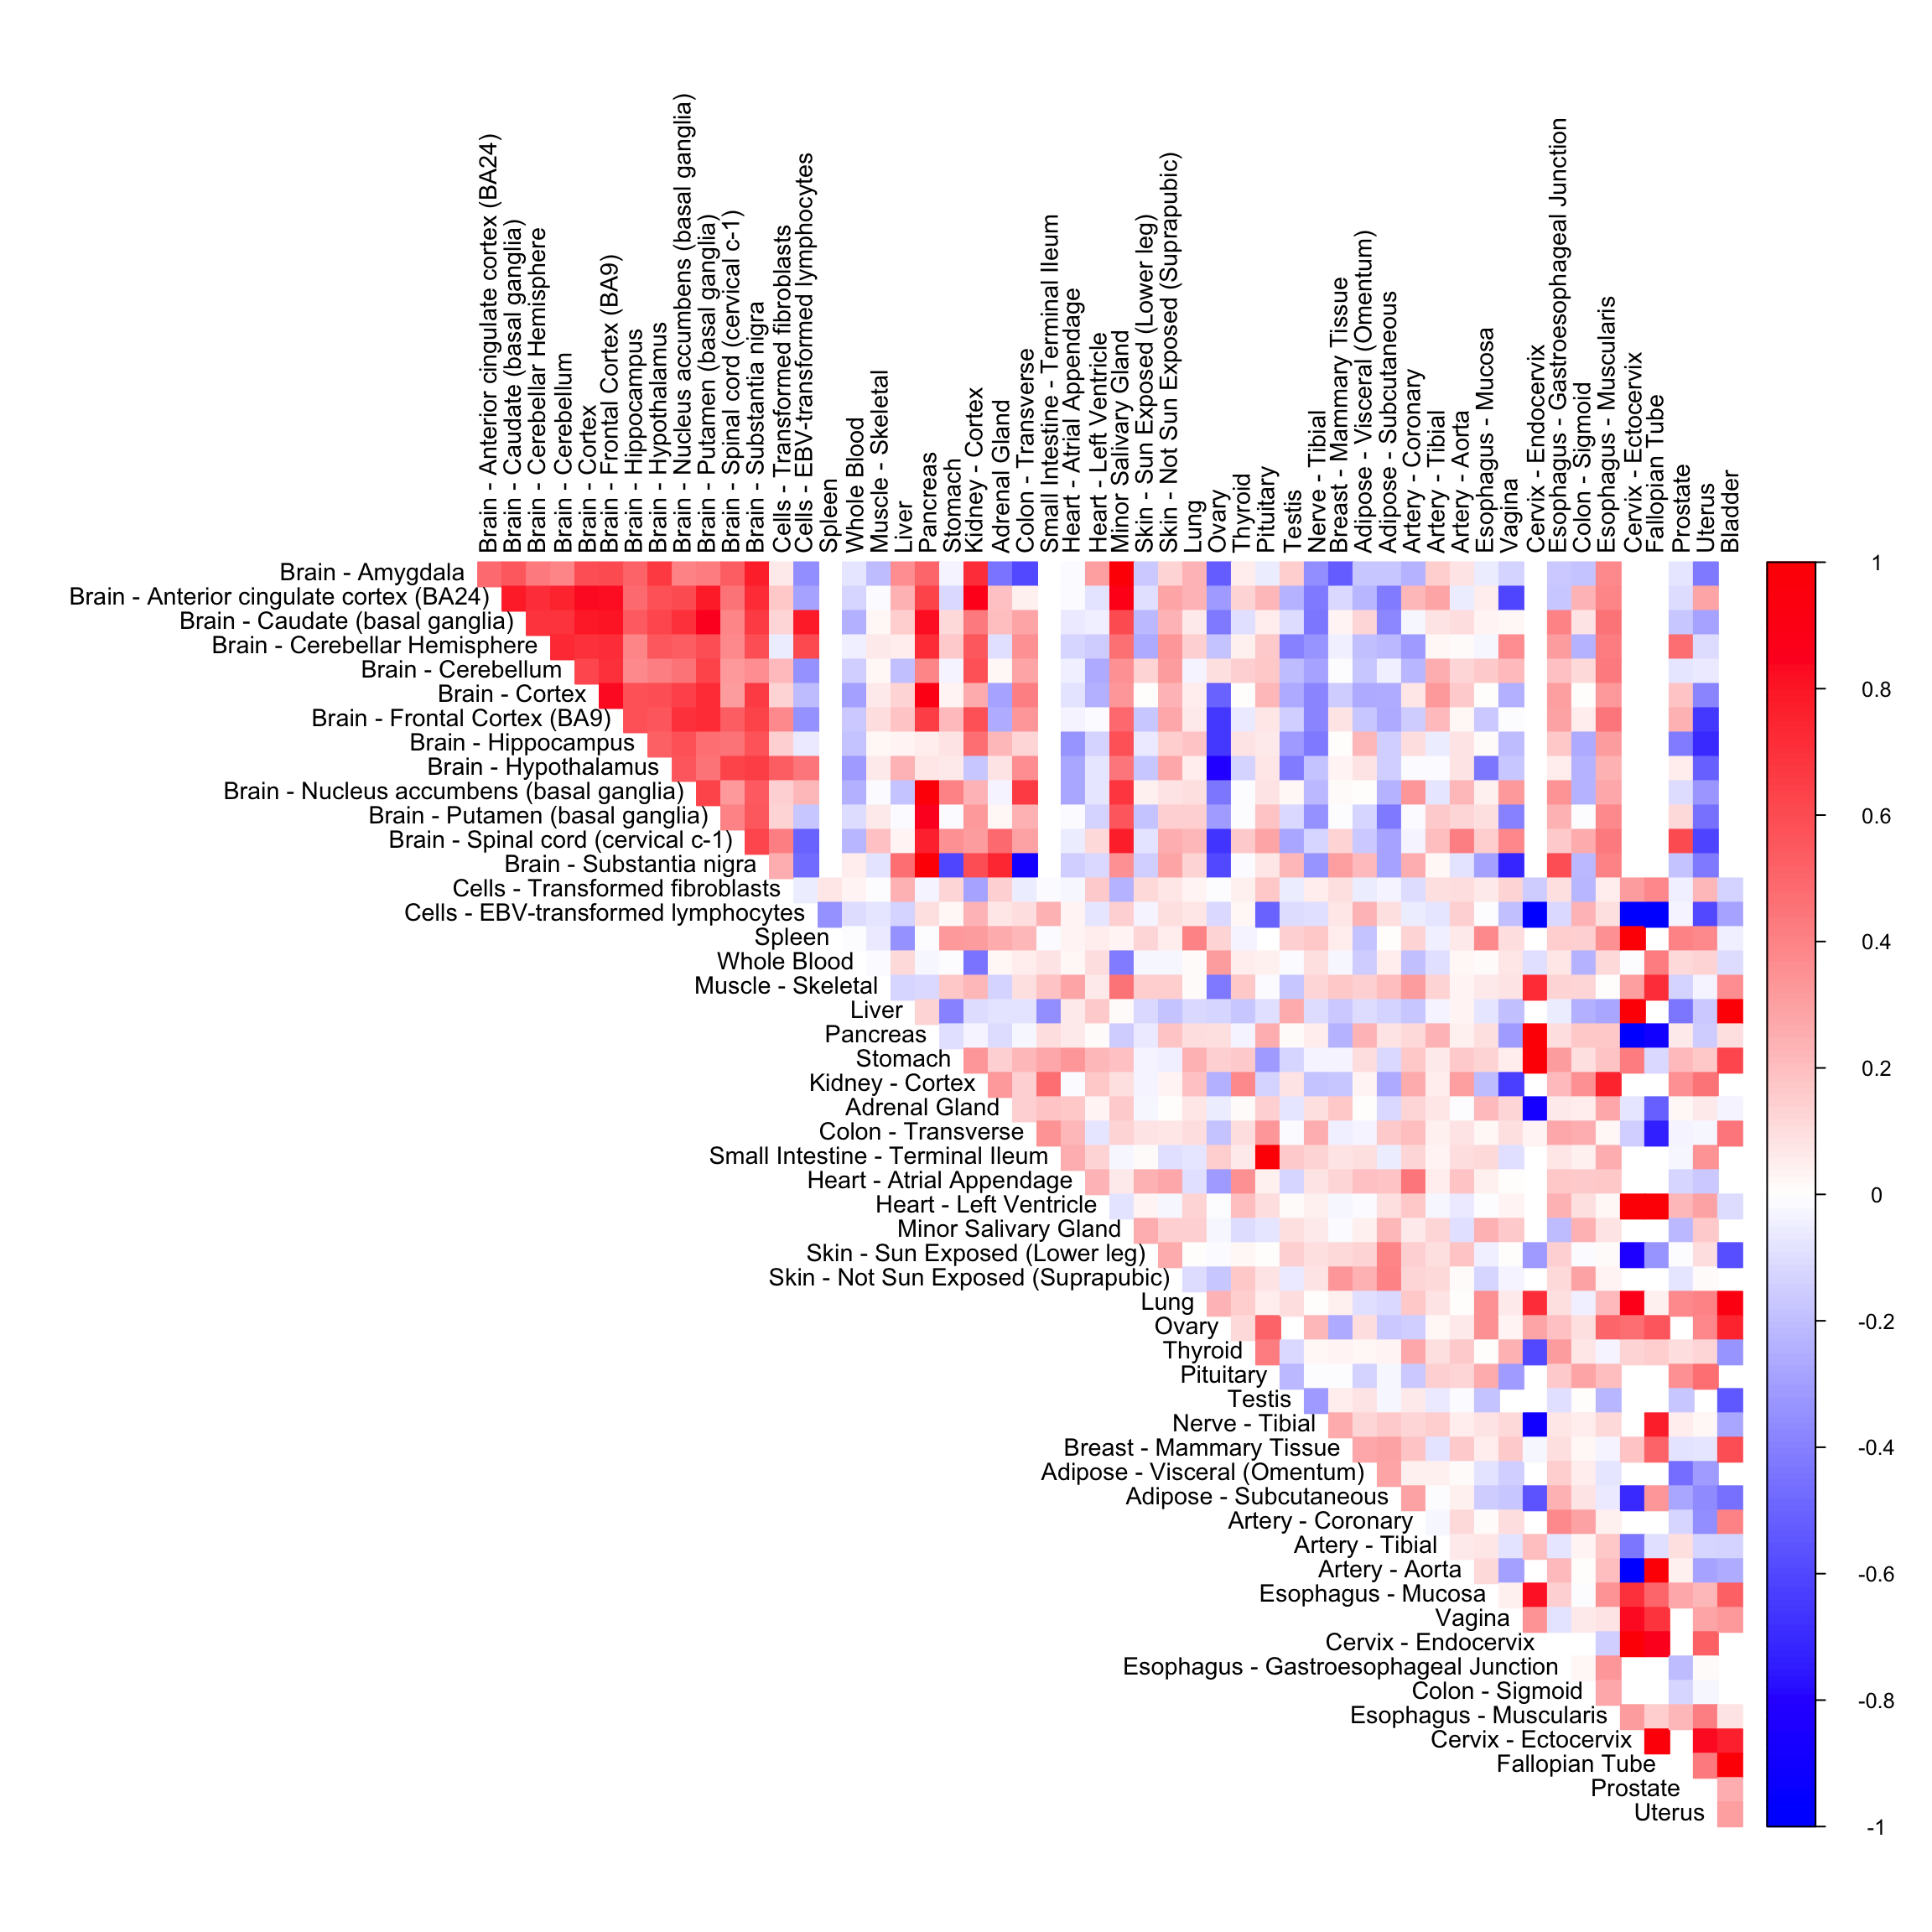 Brain - Anterior cingulate cortex (BA24)
Brain - Caudate (basal ganglia)
Brain - Cerebellar Hemisphere
Brain - Cerebellum
Brain - Cortex
Brain - Frontal Cortex (BA9)
Brain - Hippocampus
Brain - Hypothalamus
Brain - Nucleus accumbens (basal ganglia)
Brain - Putamen (basal ganglia)
Brain - Spinal cord (cervical c-1)
Brain - Substantia nigra
Cells - Transformed fibroblasts
Cells - EBV-transformed lymphocytes
Spleen
Whole Blood
Muscle - Skeletal
Liver
Pancreas
Stomach
Kidney - Cortex
Adrenal Gland
Colon - Transverse
Small Intestine - Terminal Ileum
Heart - Atrial Appendage
Heart - Left Ventricle
Minor Salivary Gland
Skin - Sun Exposed (Lower leg)
Skin - Not Sun Exposed (Suprapubic)
Lung
Ovary
Thyroid
Pituitary
Testis
Nerve - Tibial
Breast - Mammary Tissue
Adipose - Visceral (Omentum)
Adipose - Subcutaneous
Artery - Coronary
Artery - Tibial
Artery - Aorta
Esophagus - Mucosa
Vagina
Cervix - Endocervix
Esophagus - Gastroesophageal Junction
Colon - Sigmoid
Esophagus - Muscularis
Cervix - Ectocervix
Fallopian Tube
Prostate
Uterus
Bladder
Brain - Amygdala
Brain - Anterior cingulate cortex (BA24)
Brain - Caudate (basal ganglia)
Brain - Cerebellar Hemisphere
Brain - Cerebellum
Brain - Cortex
Brain - Frontal Cortex (BA9)
Brain - Hippocampus
Brain - Hypothalamus
Brain - Nucleus accumbens (basal ganglia)
Brain - Putamen (basal ganglia)
Brain - Spinal cord (cervical c-1)
Brain - Substantia nigra
Cells - Transformed fibroblasts
Cells - EBV-transformed lymphocytes
Spleen
Whole Blood
Muscle - Skeletal
Liver
Pancreas
Stomach
Kidney - Cortex
Adrenal Gland
Colon - Transverse
Small Intestine - Terminal Ileum
Heart - Atrial Appendage
Heart - Left Ventricle
Minor Salivary Gland
Skin - Sun Exposed (Lower leg)
Skin - Not Sun Exposed (Suprapubic)
Lung
Ovary
Thyroid
Pituitary
Testis
Nerve - Tibial
Breast - Mammary Tissue
Adipose - Visceral (Omentum)
Adipose - Subcutaneous
Artery - Coronary
Artery - Tibial
Artery - Aorta
Esophagus - Mucosa
Vagina
Cervix - Endocervix
Esophagus - Gastroesophageal Junction
Colon - Sigmoid
Esophagus - Muscularis
Cervix - Ectocervix
Fallopian Tube
Prostate
Uterus
1
0.8
0.6
0.4
0.2
0
-0.2
-0.4
-0.6
-0.8
-1